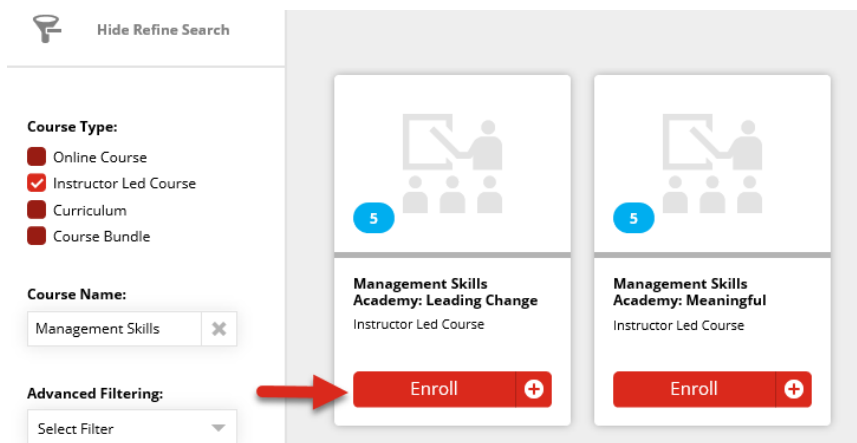 Hide Refine Search
Course Type:
Online Course
Instructor Led Course
Curriculum
Course Bundle
Course Name:
Management Skills
Advanced Filtering:
Select Filter
5
Management Skills
Academy: Leading Change
Instructor Led Course
Enroll
5
Management Skills
Academy: Meaningful
Instructor Led Course
Enroll